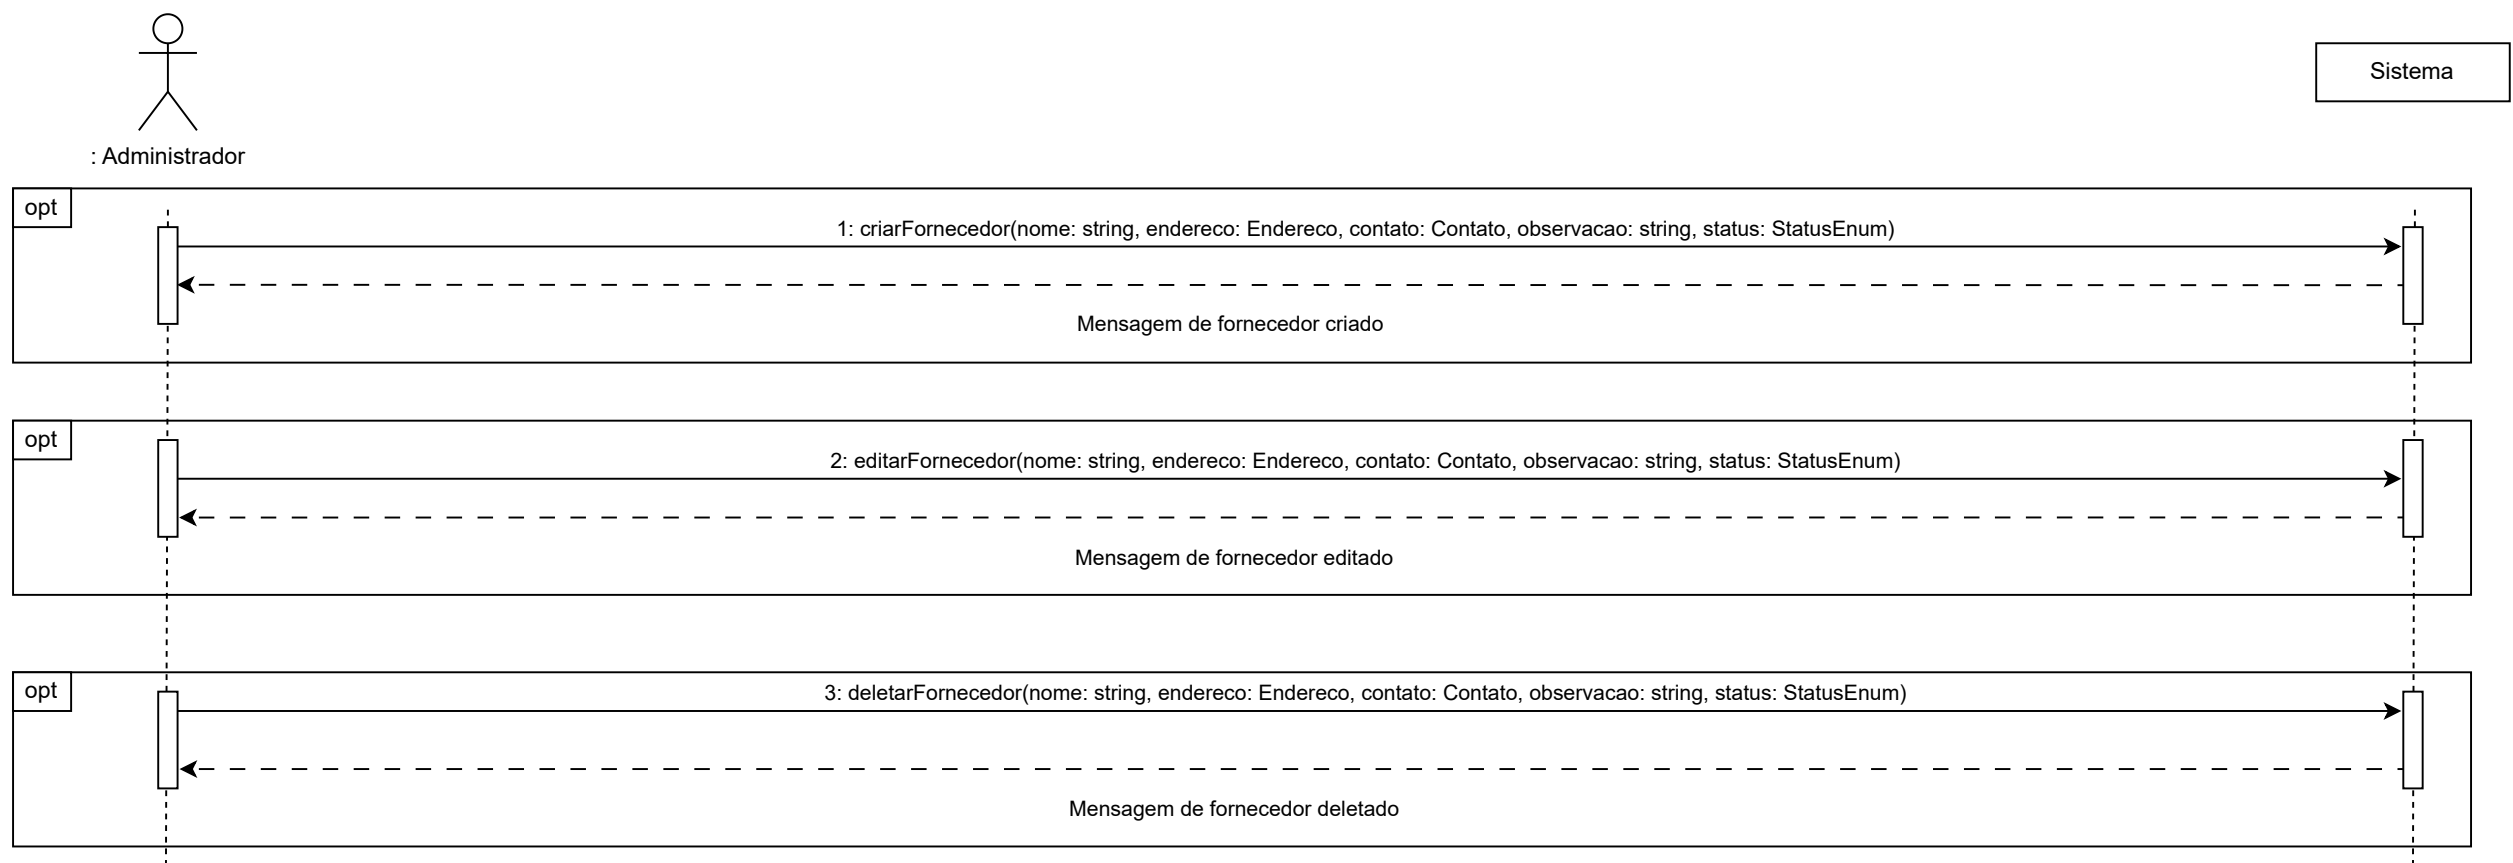 Sistema
: Administrador
opt
1: criarFornecedor(nome: string, endereco: Endereco, contato: Contato, observacao: string, status: StatusEnum)
Mensagem de fornecedor criado
opt
2: editarFornecedor(nome: string, endereco: Endereco, contato: Contato, observacao: string, status: StatusEnum)
Mensagem de fornecedor editado
opt
3: deletarFornecedor(nome: string, endereco: Endereco, contato: Contato, observacao: string, status: StatusEnum)
Mensagem de fornecedor deletado